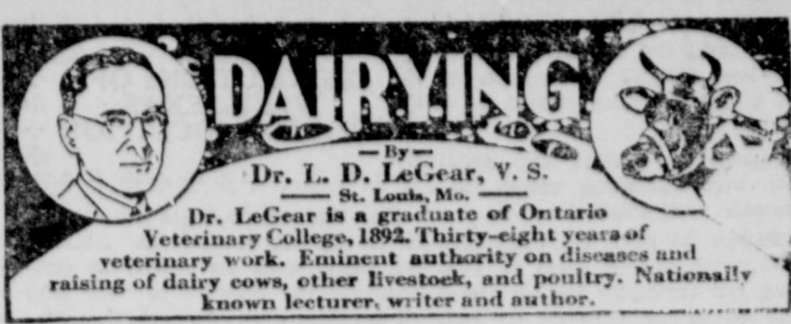 DAIRYING
— By —
Dr. L. D. LeGear, V. S.
St. Louis, Mo.
Dr. LeGear is a graduate of Ontario
Veterinary College, 1892. Thirty-eight years of
veterinary work. Eminent authority on diseases and
raising of dairy cows, other livestock, and poultry. Nationally
known lecturer, writer and author.